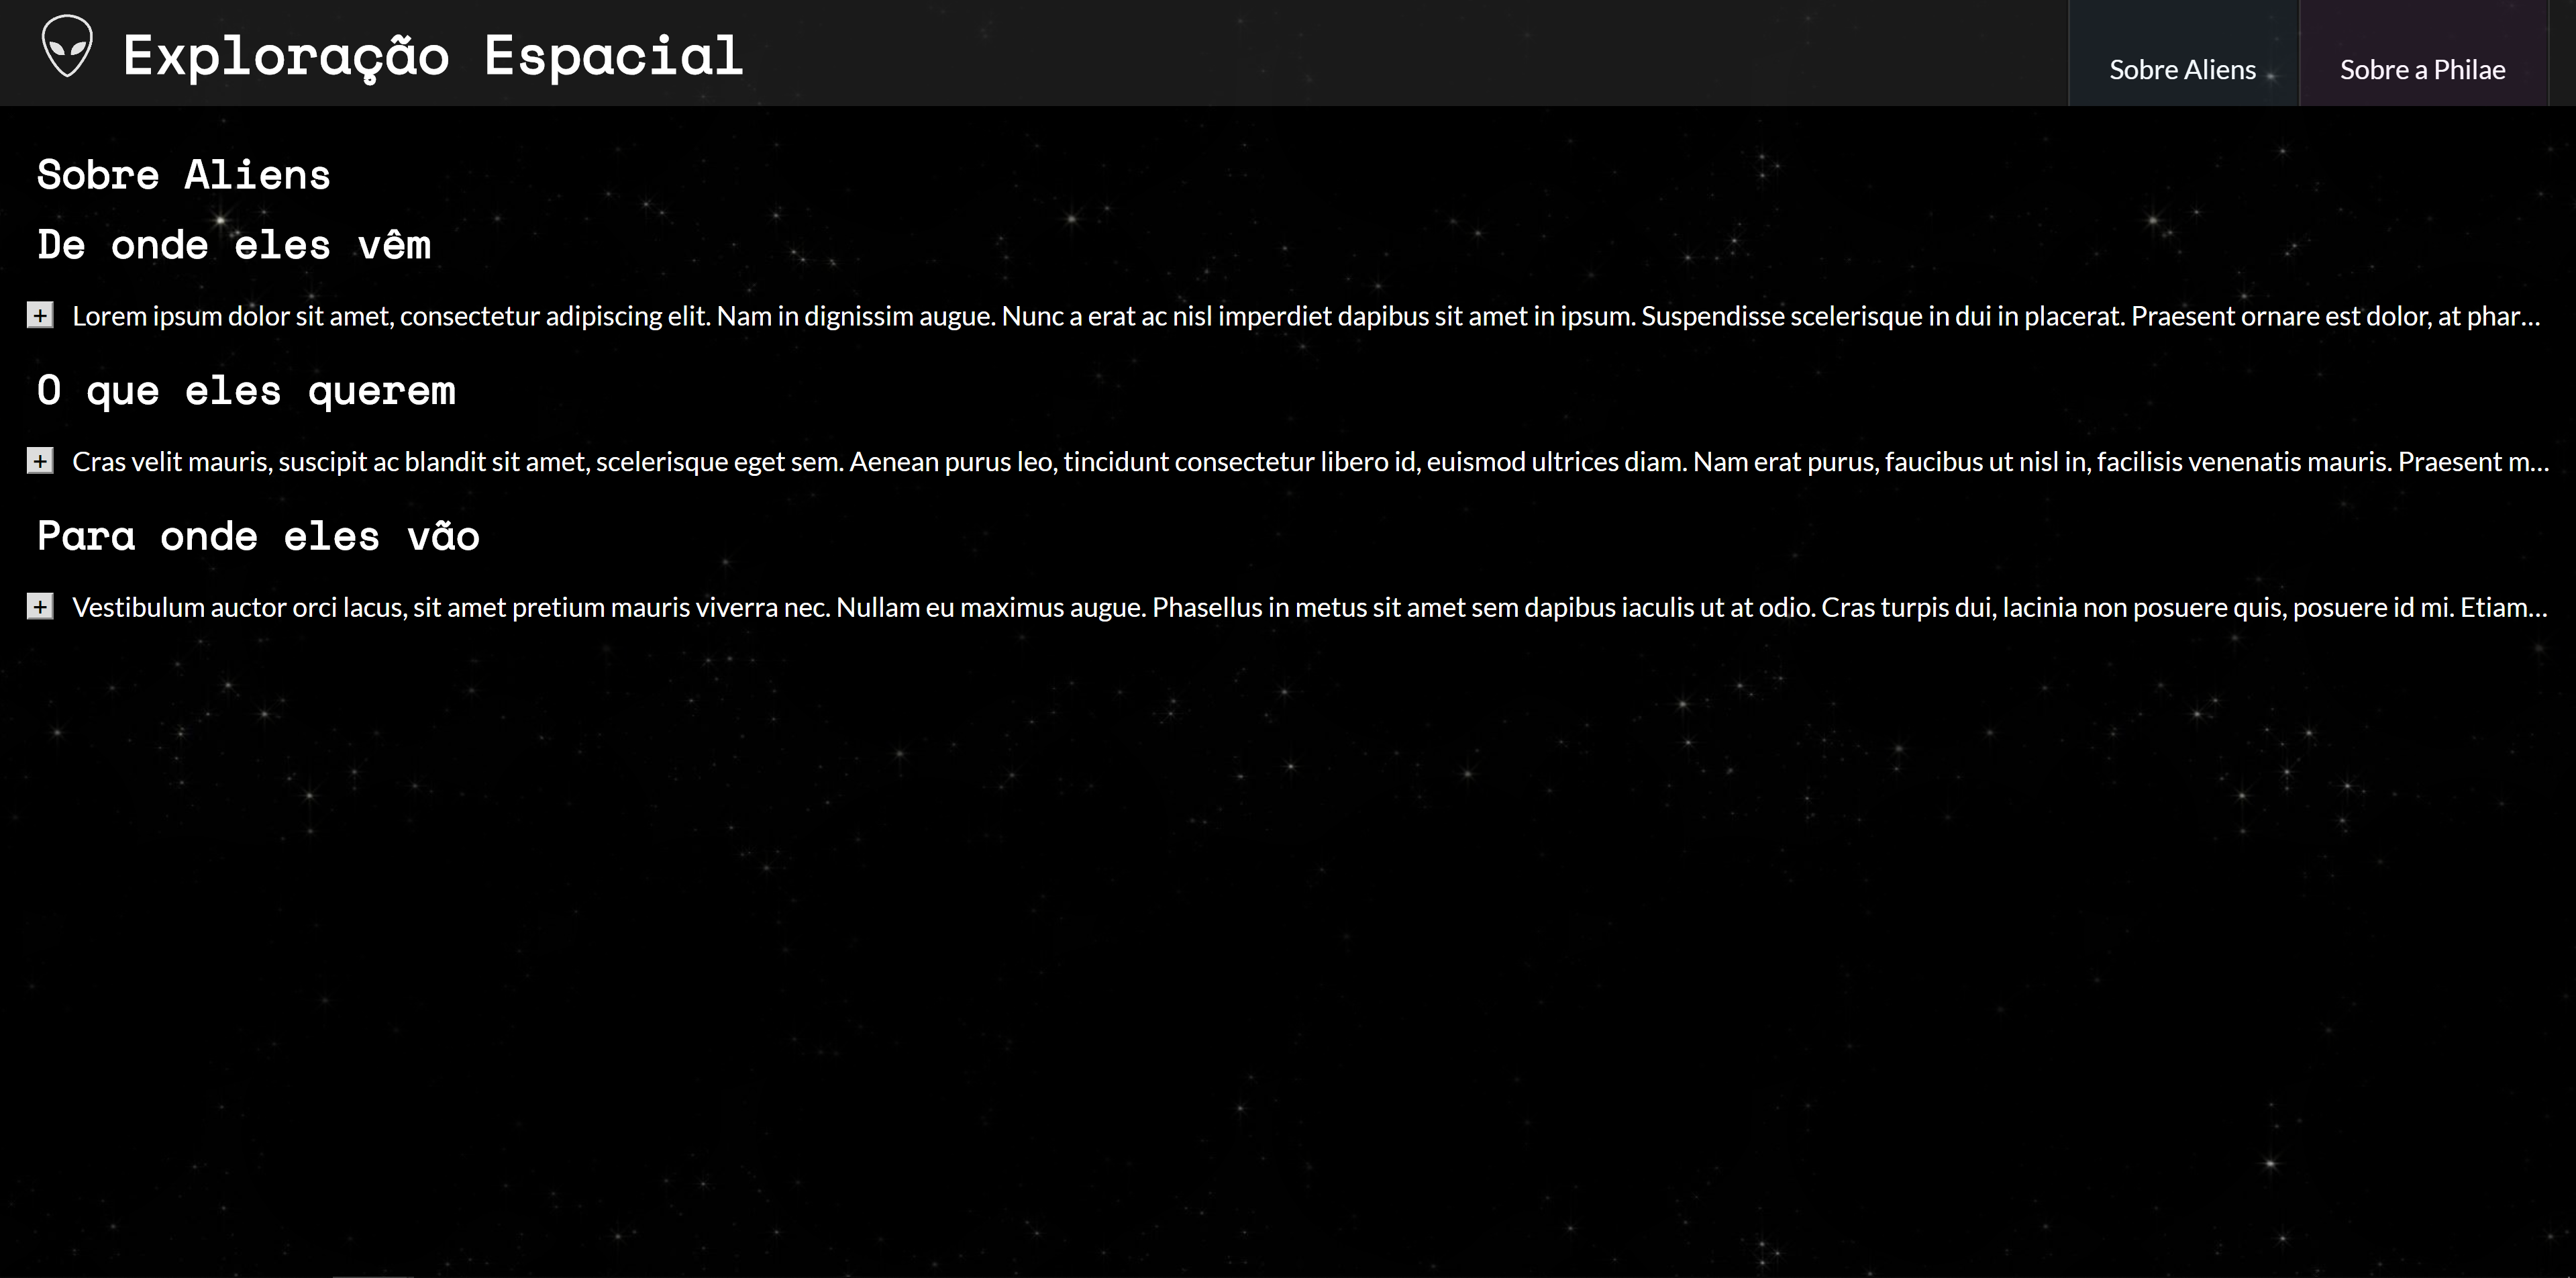 Exploração Espacial
Sobre Aliens
Sobre a Philae
Sobre Aliens
De onde eles vêm
+ Lorem ipsum dolor sit amet, consectetur adipiscing elit. Nam in dignissim augue. Nunc a erat ac nisl imperdiet dapibus sit amet in ipsum. Suspendisse scelerisque in dui in placerat. Praesent ornare est dolor, at phar...
O que eles querem
+ Cras velit mauris, suscipit ac blandit sit amet, scelerisque eget sem. Aenean purus leo, tincidunt consectetur libero id, euismod ultrices diam. Nam erat purus, faucibus ut nisl in, facilisis venenatis mauris. Praesent m...
Para onde eles vão
+ Vestibulum auctor orci lacus, sit amet pretium mauris viverra nec. Nullam eu maximus augue. Phasellus in metus sit amet sem dapibus iaculis ut at odio. Cras turpis dui, lacinia non posuere quis, posuere id mi. Etiam...